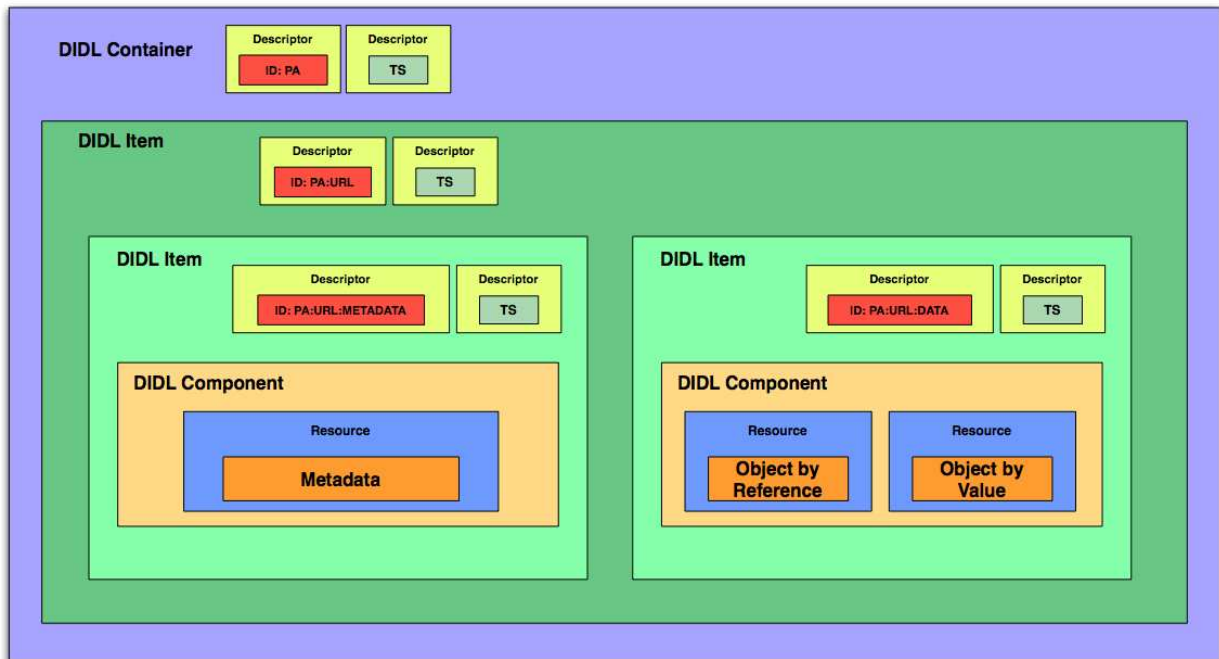 DIDL Container
Descriptor
ID: PA
Descriptor
TS
DIDL Item
Descriptor
ID: PA:URL
Descriptor
TS
DIDL Item
Descriptor
ID: PA:URL:METADATA
Descriptor
TS
DIDL Component
Resource
Metadata
DIDL Item
Descriptor
ID: PA:URL:DATA
Descriptor
TS
DIDL Component
Resource
Object by
Reference
Resource
Object by
Value